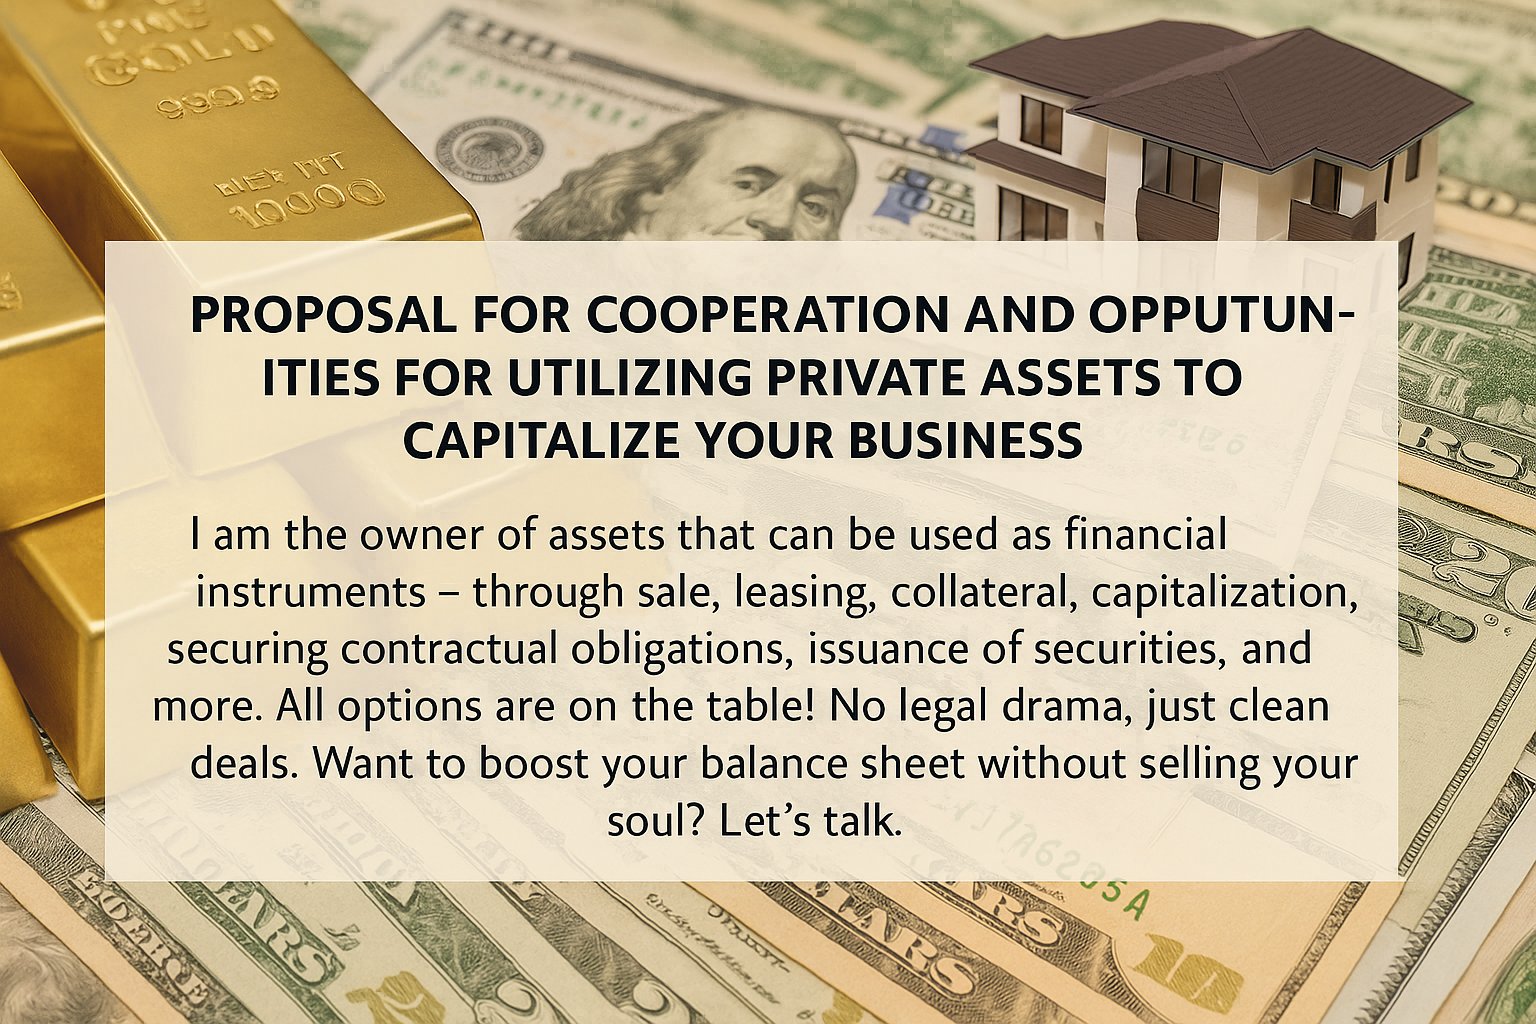 GOLD
999.9
10000
PROPOSAL FOR COOPERATION AND OPPUTUN-
ITIES FOR UTILIZING PRIVATE ASSETS TO
CAPITALIZE YOUR BUSINESS
I am the owner of assets that can be used as financial
instruments – through sale, leasing, collateral, capitalization,
securing contractual obligations, issuance of securities, and
more. All options are on the table! No legal drama, just clean
deals. Want to boost your balance sheet without selling your
soul? Let’s talk.